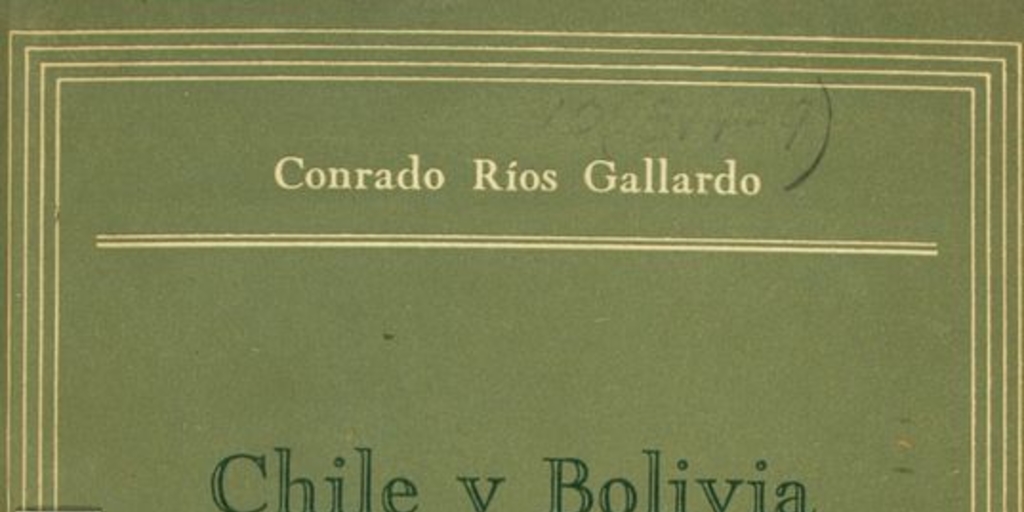 Conrado Ríos Gallardo
Chile y Bolivia